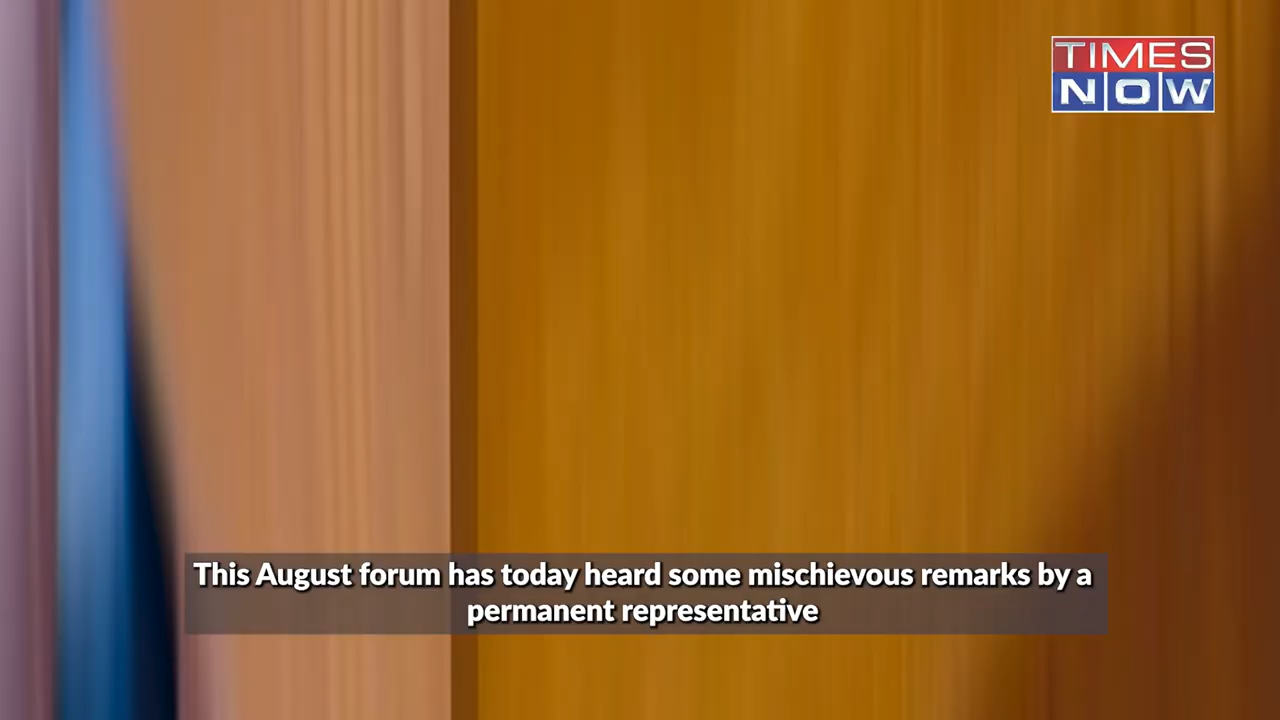 TIMES
NOW
This August forum has today heard some mischievous remarks by a
permanent representative